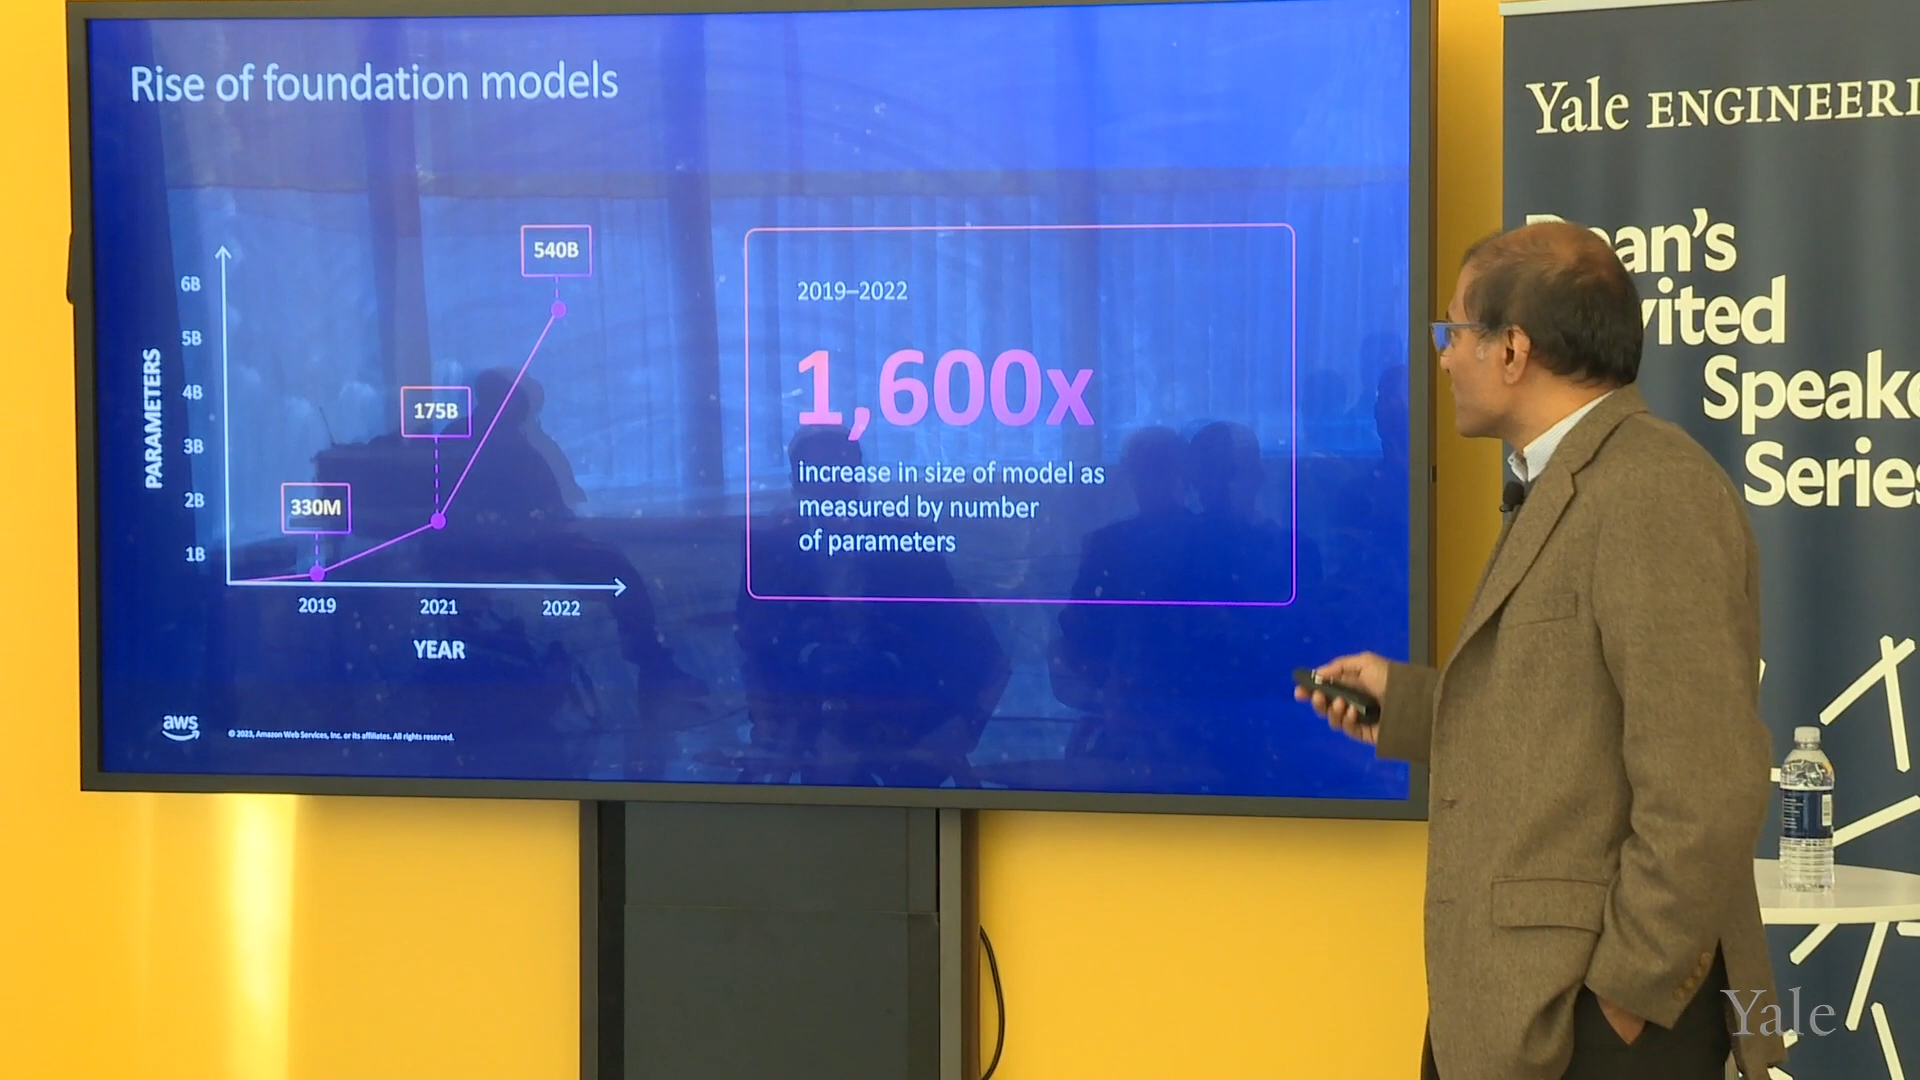 Rise of foundation models
PARAMETERS
6B
5B
4B
3B
2B
1B
330M
175B
540B
2019
2021
2022
YEAR
2019–2022
1,600x
increase in size of model as
measured by number
of parameters
aws
© 2023, Amazon Web Services, Inc. or its affiliates. All rights reserved.
Yale ENGINEERI
an's
vited
Speake
Series
Yale